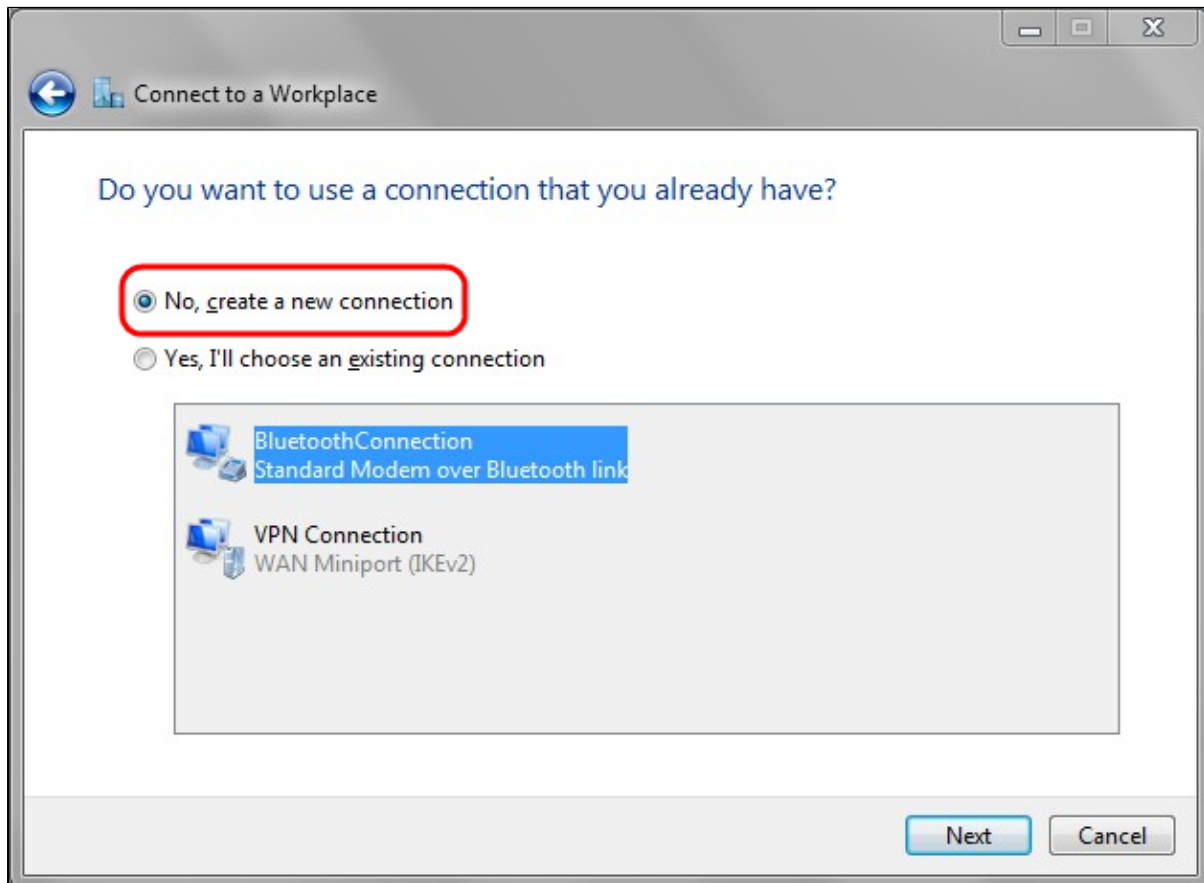 Connect to a Workplace
Do you want to use a connection that you already have?
No, create a new connection
Yes, I'll choose an existing connection
BluetoothConnection
Standard Modem over Bluetooth link
VPN Connection
WAN Miniport (IKEv2)
Next
Cancel